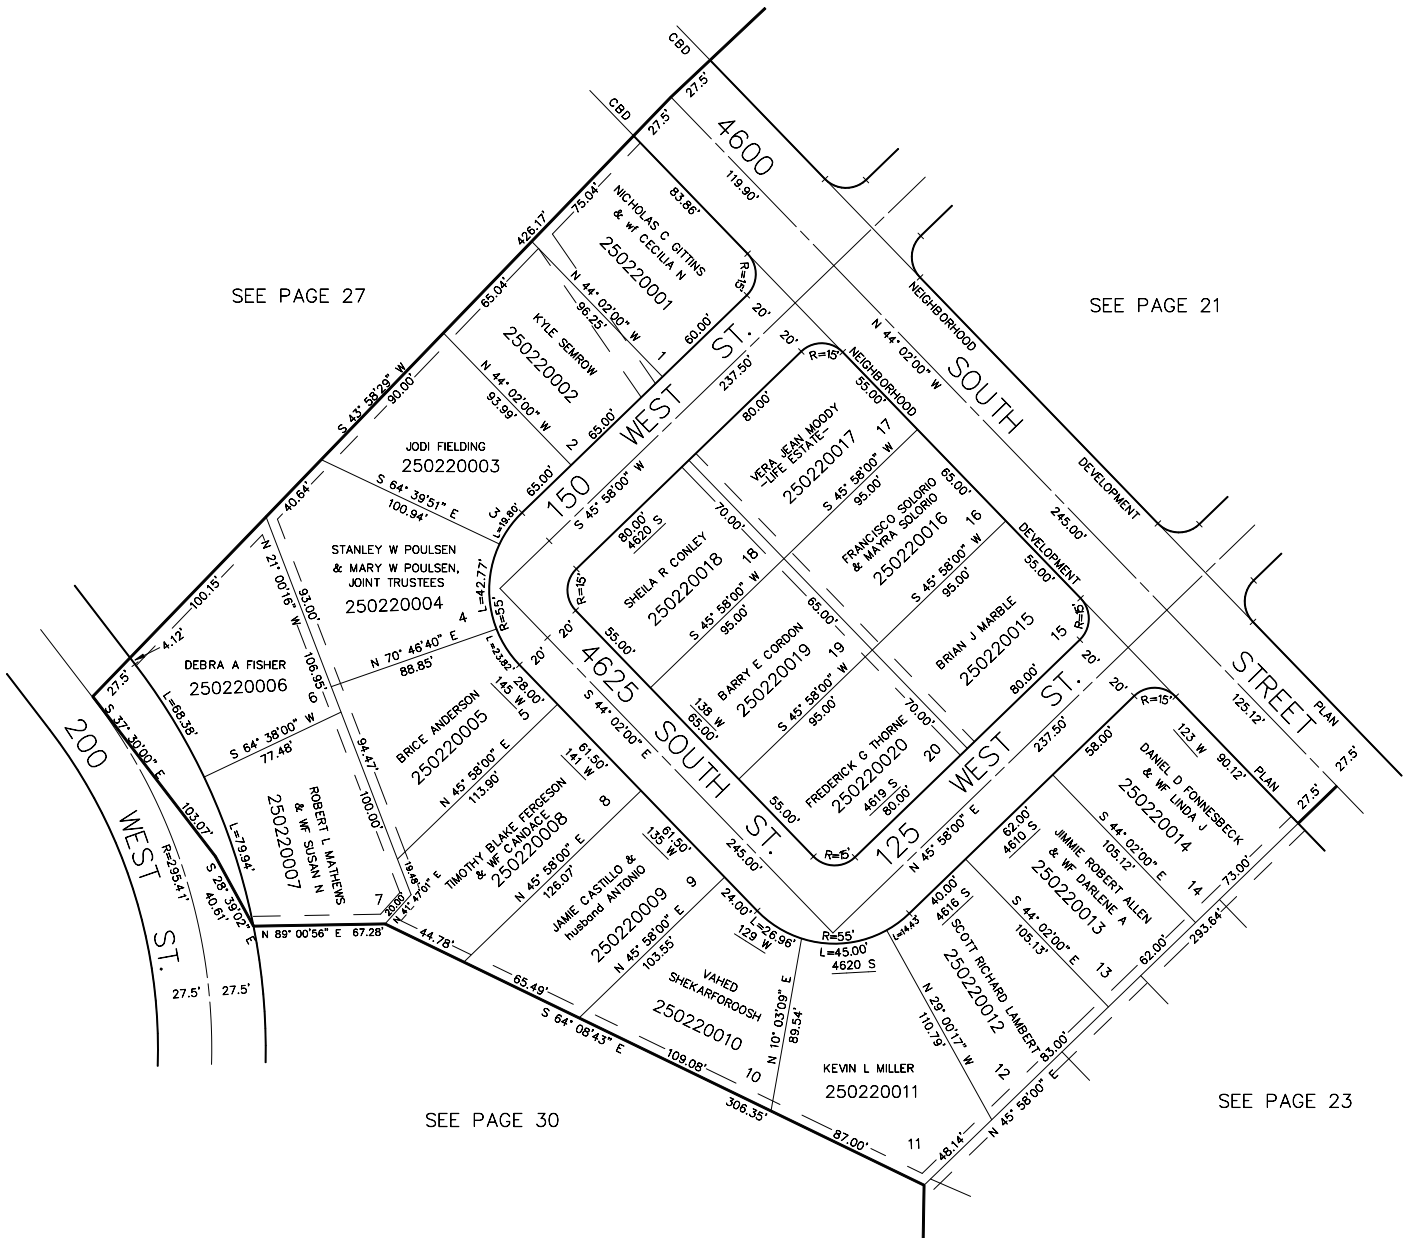 CBD
27.5'
CBD
27.5'
4600
119.90'
SOUTH
STREET
N 44° 02'00" W
245.00'
125.12'
NEIGHBORHOOD
DEVELOPMENT
PLAN
27.5'
27.5'
SEE PAGE 27
SEE PAGE 21
426.17'
S 43° 58'29" W
75.04'
83.86'
NICHOLAS C GITTINS
& wf CECILIA N
250220001
R=15'
60.00'
1
N 44° 02'00" W
96.25'
65.04'
KYLE SEMROW
250220002
2
65.00'
N 44° 02'00" W
93.99'
90.00'
JODI FIELDING
250220003
3
65.00'
L=19.80'
S 64° 39'51" E
100.94'
40.64'
STANLEY W POULSEN
& MARY W POULSEN,
JOINT TRUSTEES
250220004
4
L=42.77'
R=55'
N 21° 00'16" W
93.00'
106.95'
N 70° 46'40" E
88.85'
100.15'
4.12'
27.5'
DEBRA A FISHER
250220006
6
L=68.38'
S 64° 38'00" W
77.48'
S 37° 30'00" E
103.07'
L=23.82'
28.00'
145 W
5
BRICE ANDERSON
250220005
94.47'
100.00'
N 45° 58'00" E
113.90'
200
WEST
ST.
R=295.41'
L=79.94'
S 28° 39'02" E
40.61'
27.5'
27.5'
ROBERT L MATHEWS
& WF SUSAN N
250220007
7
N 89° 00'56" E 67.28'
20.00'
19.48'
N 41° 47'01" E
61.50'
141 W
8
TIMOTHY BLAKE FERGESON
& WF CANDACE
250220008
N 45° 58'00" E
126.07'
44.78'
61.50'
135 W
9
JAMIE CASTILLO &
husband ANTONIO
250220009
N 45° 58'00" E
103.55'
65.49'
S 64° 08'43" E
24.00'
L=26.96'
129 W
VAHED
SHEKARFOROOSH
250220010
10
109.08'
306.35'
N 10° 03'09" E
89.54'
R=55'
L=45.00'
4620 S
KEVIN L MILLER
250220011
11
87.00'
48.14'
L=14.43'
40.00'
4616 S
SCOTT RICHARD LAMBERT
250220012
12
N 29° 00'17" W
110.79'
83.00'
N 45° 58'00" E
62.00'
4610 S
JIMMIE ROBERT ALLEN
& WF DARLENE A
250220013
13
S 44° 02'00" E
105.13'
62.00'
293.64'
58.00'
R=15'
123 W
90.12'
PLAN
DANIEL D FONNESBECK
& WF LINDA J
250220014
14
S 44° 02'00" E
105.12'
73.00'
150
WEST
ST.
S 45° 58'00" W
237.50'
20'
20'
R=15'
NEIGHBORHOOD
55.00'
80.00'
VERA JEAN MOODY
-LIFE ESTATE-
250220017
17
S 45° 58'00" W
95.00'
70.00'
65.00'
FRANCISCO SOLORIO
& MAYRA SOLORIO
250220016
16
S 45° 58'00" W
95.00'
65.00'
DEVELOPMENT
55.00'
R=15'
BRIAN J MARBLE
250220015
15
80.00'
70.00'
80.00'
4620 S
R=15'
SHEILA R CONLEY
250220018
18
S 45° 58'00" W
95.00'
55.00'
BARRY E CORDON
250220019
19
138 W
65.00'
S 45° 58'00" W
95.00'
FREDERICK G THORNE
250220020
20
4619 S
80.00'
55.00'
R=15'
20'
20'
4625
SOUTH
ST.
S 44° 02'00" E
245.00'
125
WEST
ST.
N 45° 58'00" E
237.50'
20'
20'
SEE PAGE 30
SEE PAGE 23